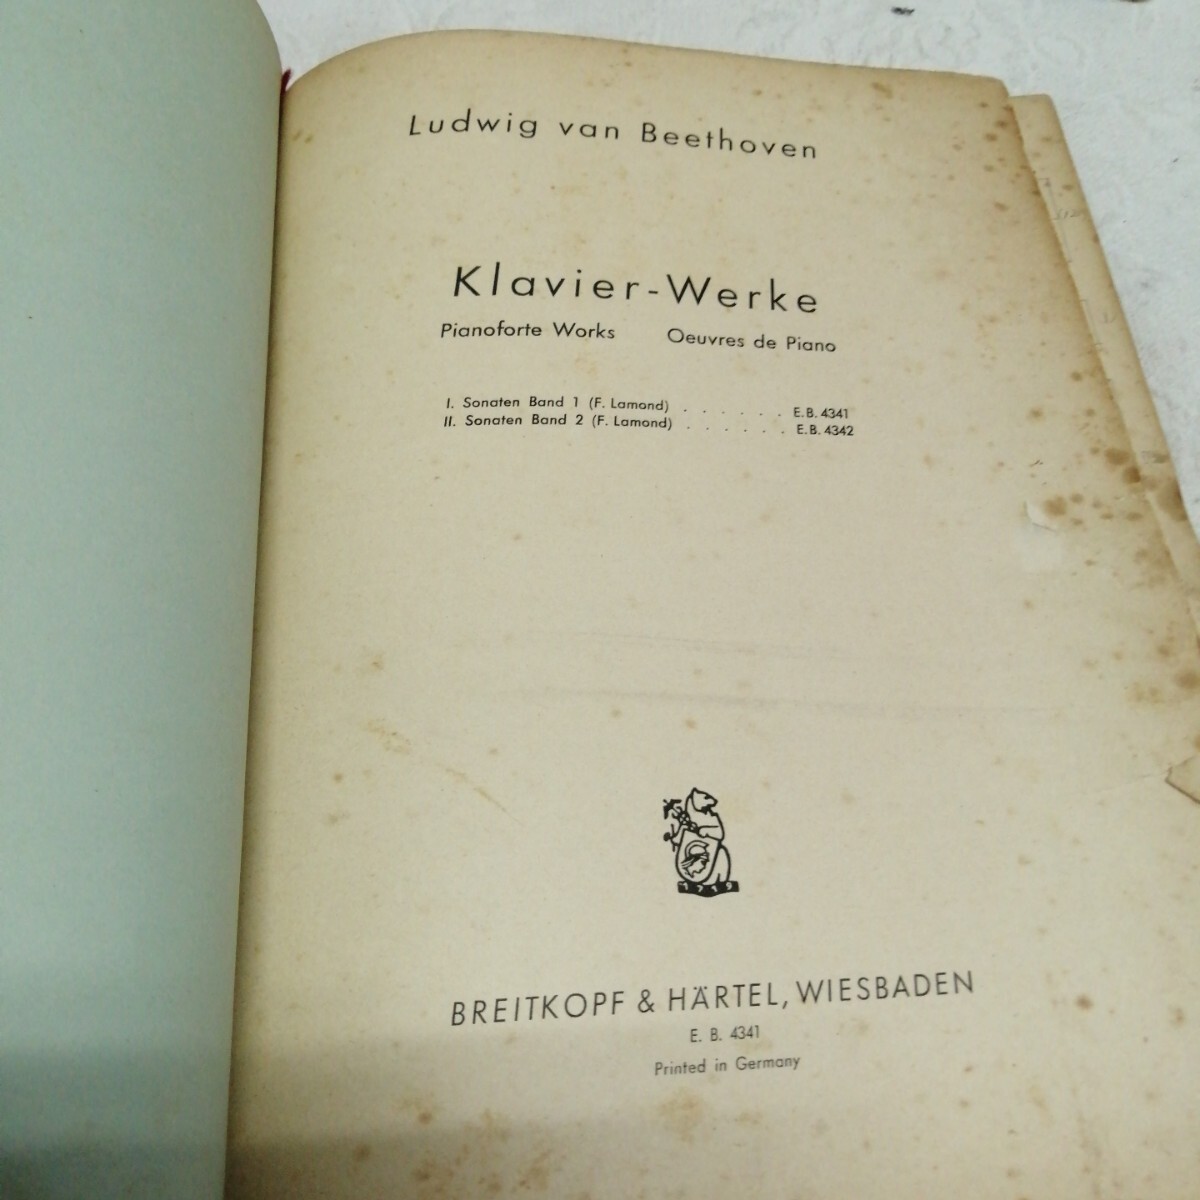 Ludwig van Beethoven
Klavier-Werke
Pianoforte Works Oeuvres de Piano
I. Sonaten Band 1 (F. Lamond) . . . . . . E.B. 4341
II. Sonaten Band 2 (F. Lamond) . . . . . . E.B. 4342
1719
BREITKOPF & HÄRTEL, WIESBADEN
E. B. 4341
Printed in Germany